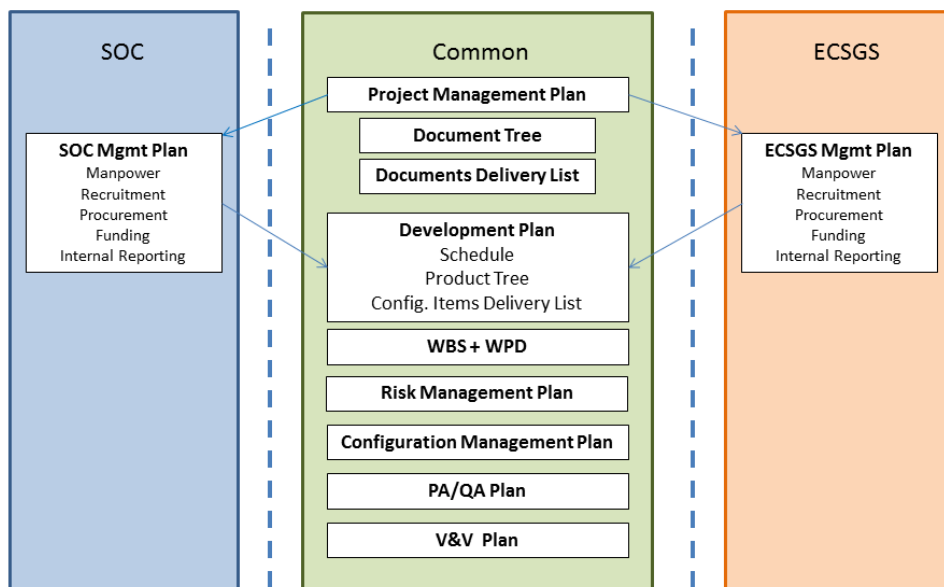 SOC
SOC Mgmt Plan
Manpower
Recruitment
Procurement
Funding
Internal Reporting
Common
Project Management Plan
Document Tree
Documents Delivery List
Development Plan
Schedule
Product Tree
Config. Items Delivery List
WBS + WPD
Risk Management Plan
Configuration Management Plan
PA/QA Plan
V&V Plan
ECSGS
ECSGS Mgmt Plan
Manpower
Recruitment
Procurement
Funding
Internal Reporting